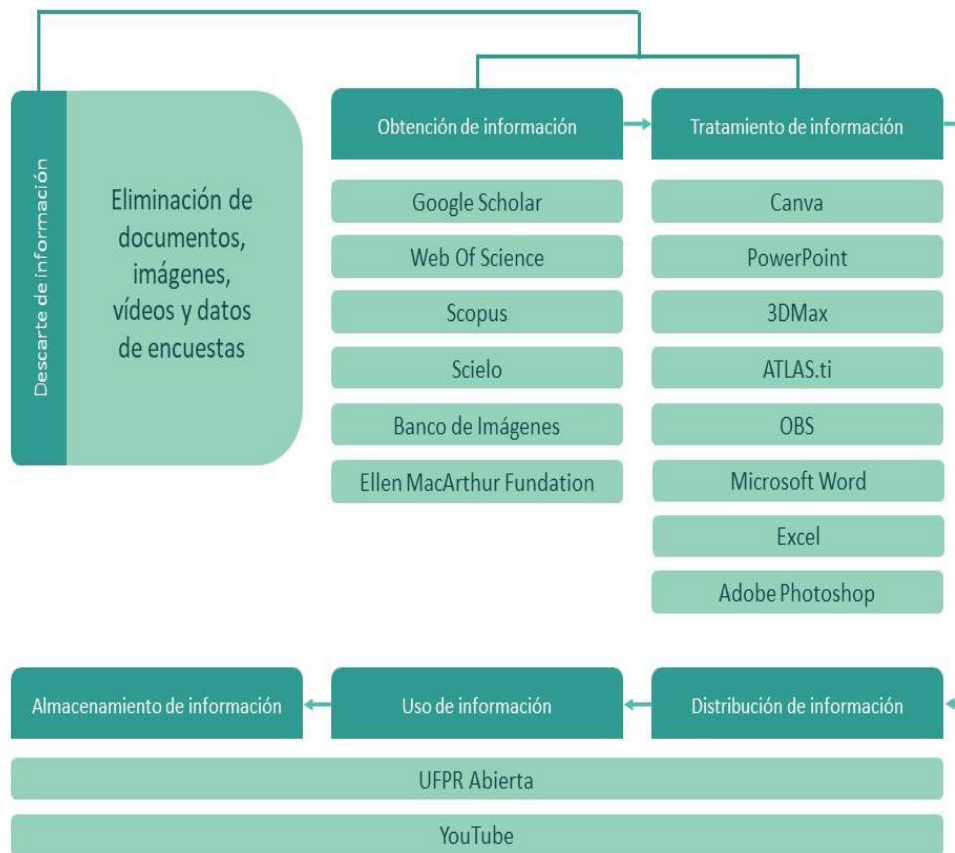 Descarte de información
Eliminación de
documentos,
imágenes,
vídeos y datos
de encuestas
Obtención de información
Google Scholar
Web Of Science
Scopus
Scielo
Banco de Imágenes
Ellen MacArthur Fundation
Tratamiento de información
Canva
PowerPoint
3DMax
ATLAS.ti
OBS
Microsoft Word
Excel
Adobe Photoshop
Almacenamiento de información
Uso de información
Distribución de información
UFPR Abierta
YouTube